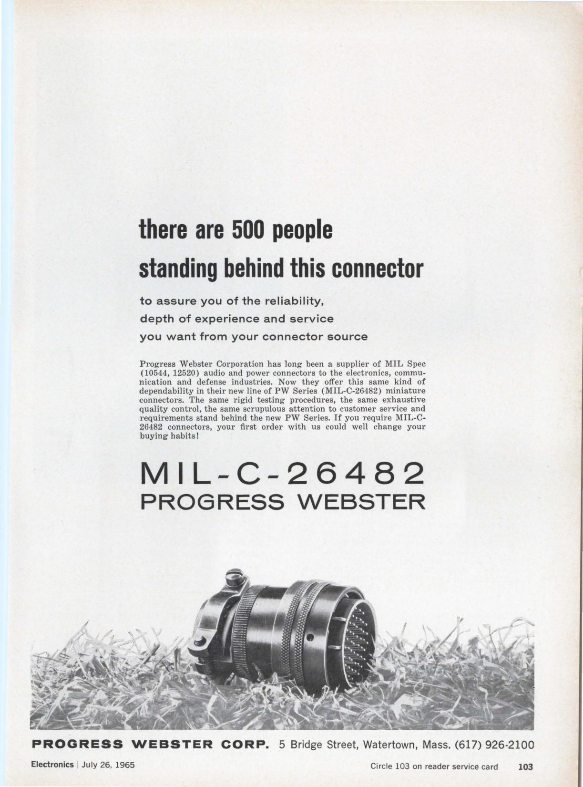 there are 500 people
standing behind this connector
to assure you of the reliability,
depth of experience and service
you want from your connector source
Progress Webster Corporation has long been a supplier of MIL Spec
(10544, 12520) audio and power connectors to the electronics, commu-
nication and defense industries. Now they offer this same kind of
dependability in their new line of PW Series (MIL-C-26482) miniature
connectors. The same rigid testing procedures, the same exhaustive
quality control, the same scrupulous attention to customer service and
requirements stand behind the new PW Series. If you require MIL-C-
26482 connectors, your first order with us could well change your
buying habits!
MIL-C-26482
PROGRESS WEBSTER
PROGRESS WEBSTER CORP. 5 Bridge Street, Watertown, Mass. (617) 926-2100
Electronics | July 26, 1965 Circle 103 on reader service card 103